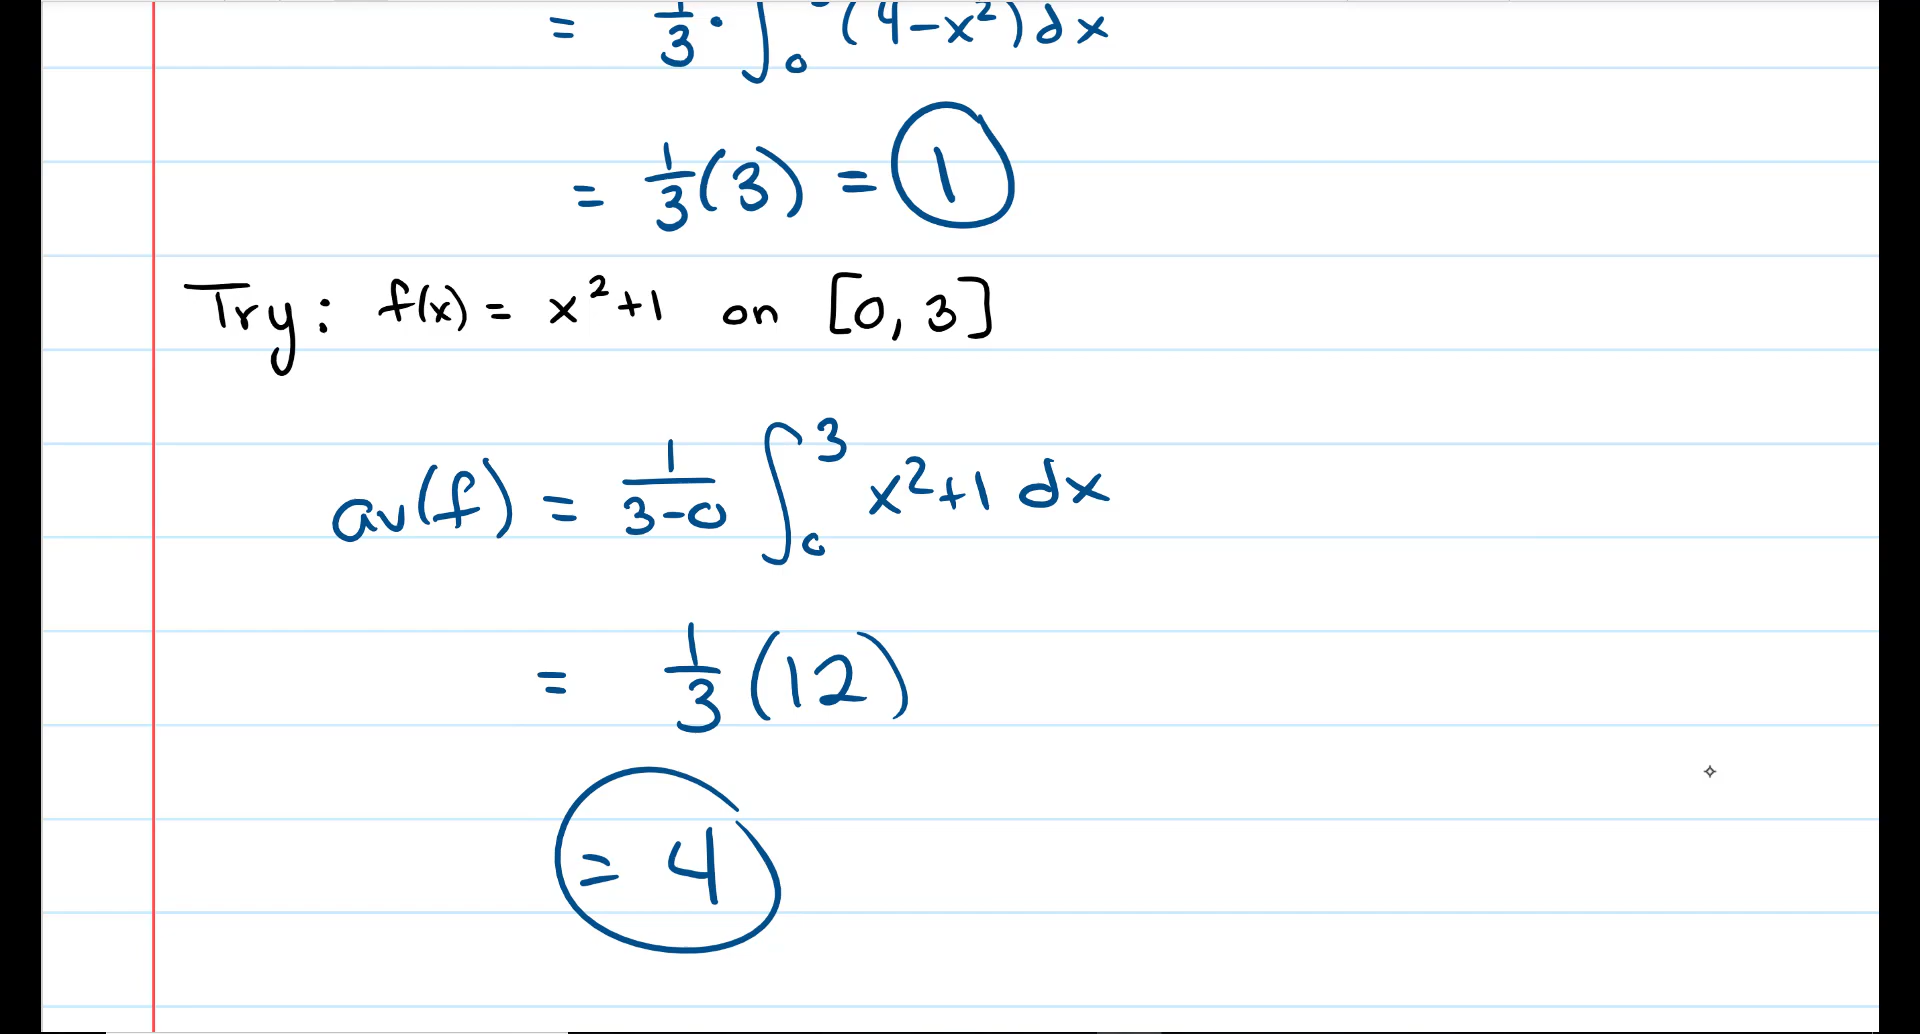 = 1/3 · ∫₀ (4-x²)dx
= 1/3 (3) = 1
Try: f(x) = x²+1 on [0, 3]
av(f) = 1/(3-0) ∫₀³ x²+1 dx
= 1/3 (12)
= 4